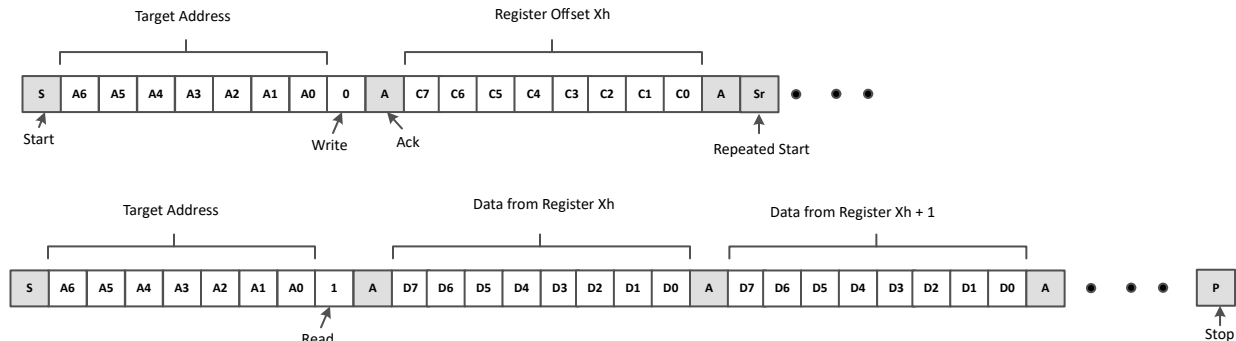 Target Address Register Offset Xh
S A6 A5 A4 A3 A2 A1 A0 0 A C7 C6 C5 C4 C3 C2 C1 C0 A Sr
Start Write Ack Repeated Start
Target Address Data from Register Xh Data from Register Xh + 1
S A6 A5 A4 A3 A2 A1 A0 1 A D7 D6 D5 D4 D3 D2 D1 D0 A D7 D6 D5 D4 D3 D2 D1 D0 A P
Read Stop